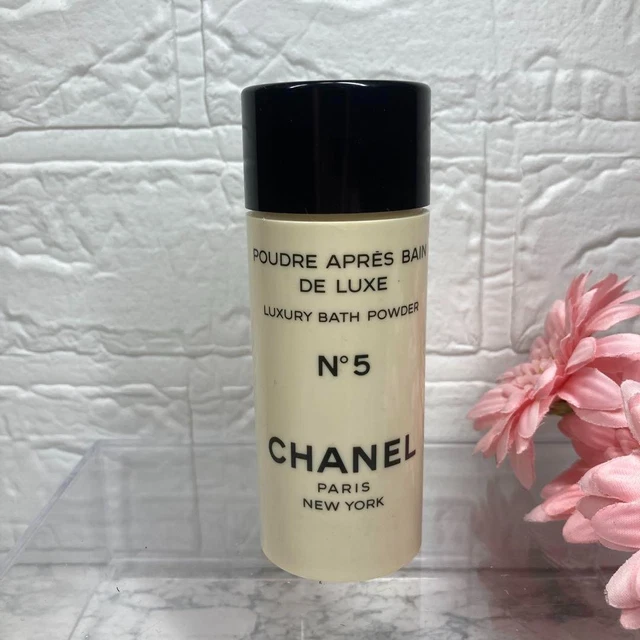 POUDRE APRÈS BAIN
DE LUXE
LUXURY BATH POWDER
N°5
CHANEL
PARIS
NEW YORK